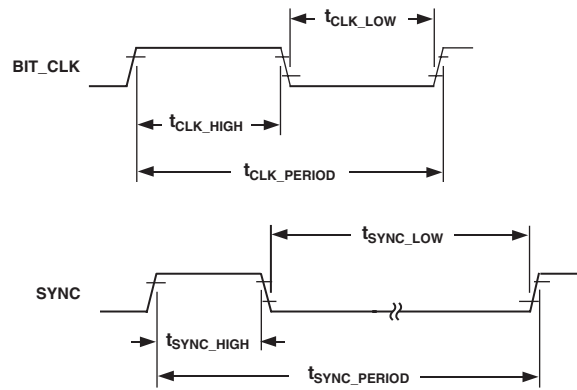 tCLK_LOW
BIT_CLK
tCLK_HIGH
tCLK_PERIOD
tSYNC_LOW
SYNC
tSYNC_HIGH
tSYNC_PERIOD